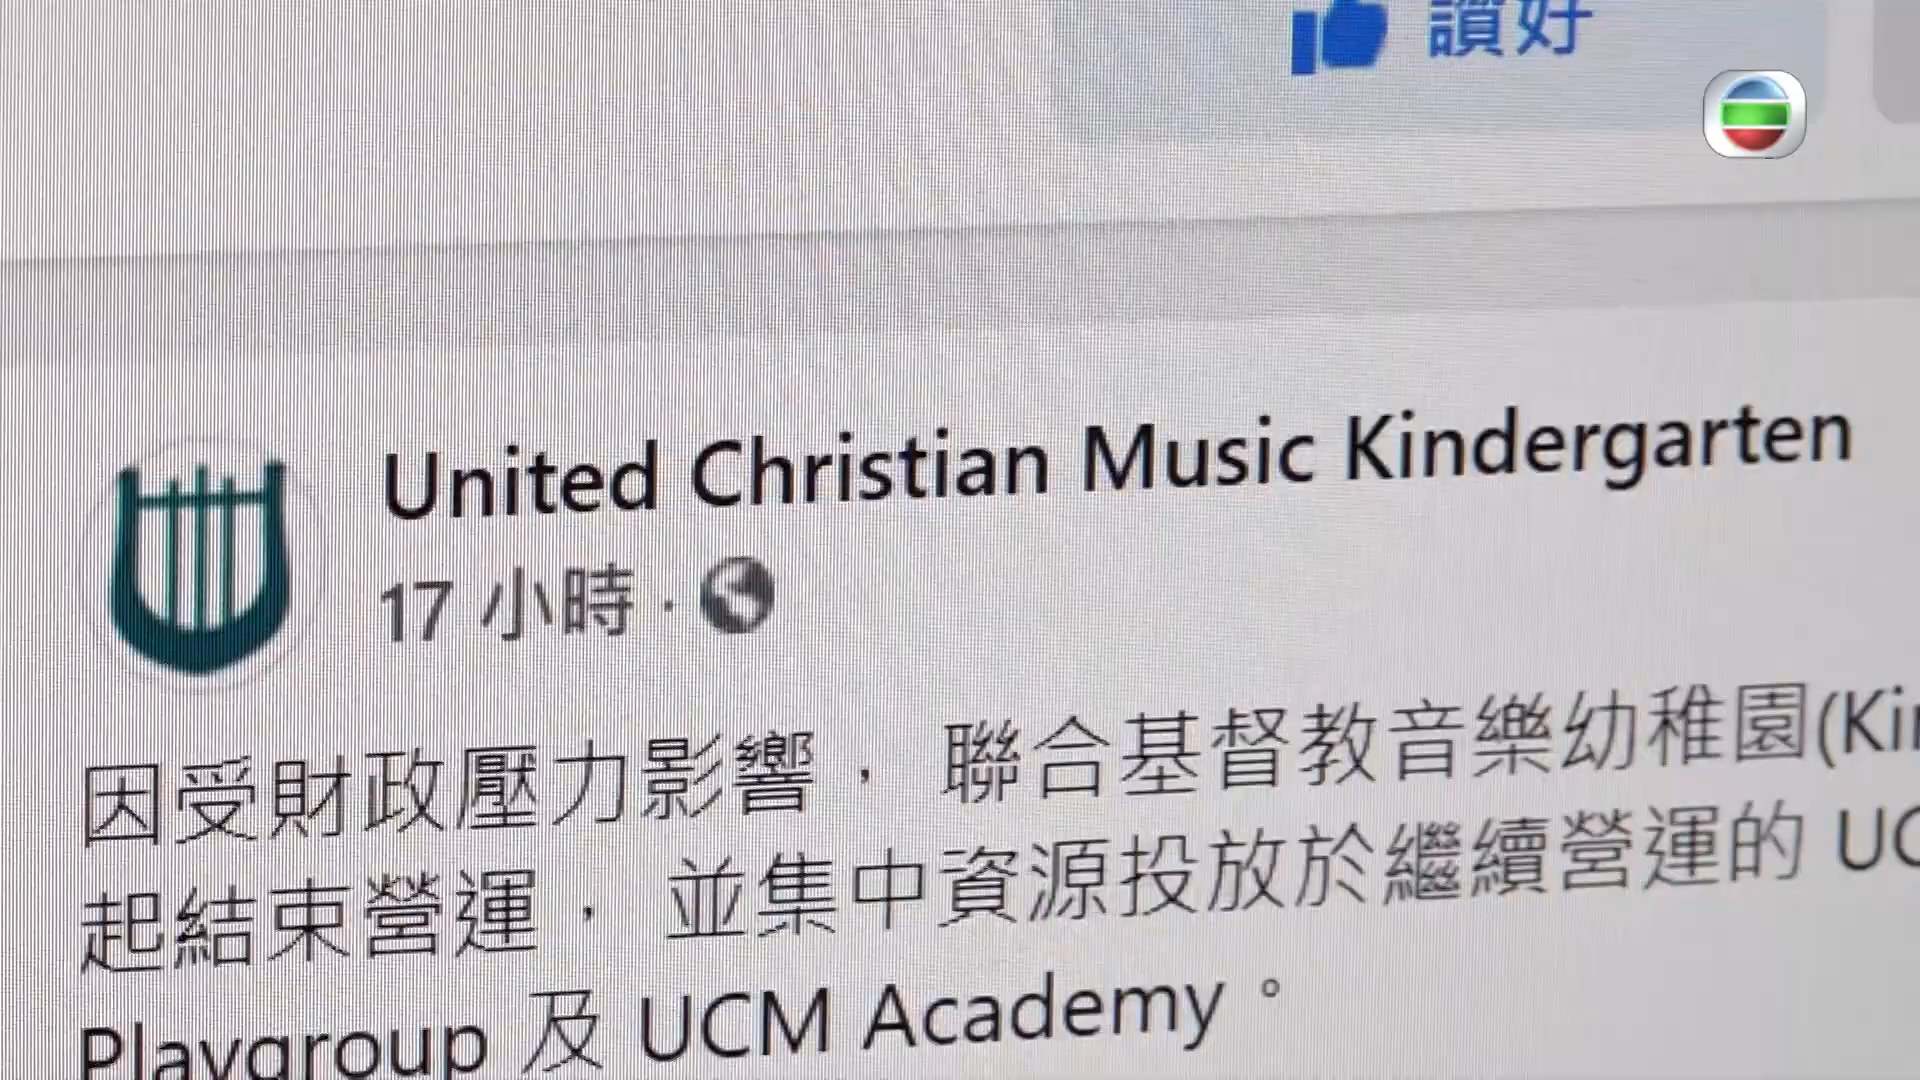 讚好
United Christian Music Kindergarten
17 小時 ·
因受財政壓力影響， 聯合基督教音樂幼稚園(Ki
起結束營運， 並集中資源投放於繼續營運的 UC
Playgroup 及 UCM Academy。